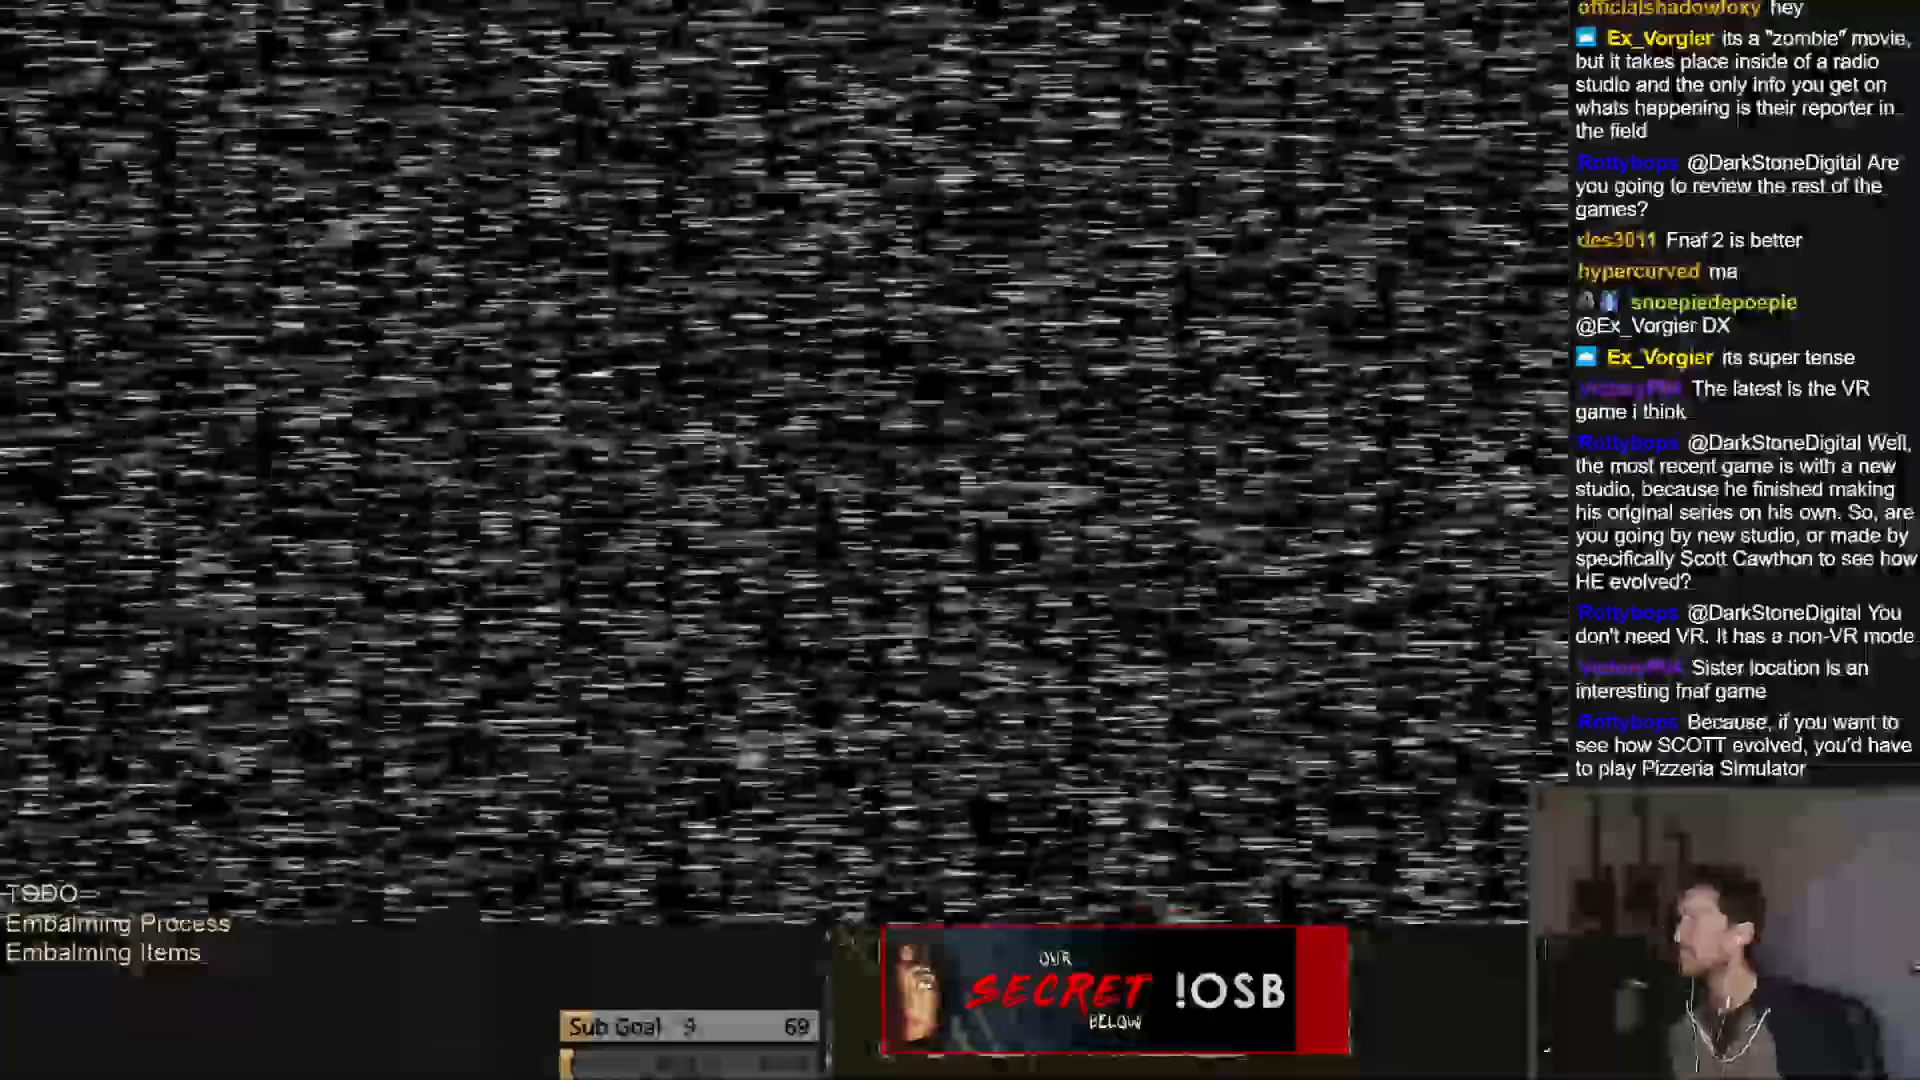 officialshadowfoxy hey
Ex_Vorgier its a "zombie" movie,
but it takes place inside of a radio
studio and the only info you get on
whats happening is their reporter in
the field
Rottybops @DarkStoneDigital Are
you going to review the rest of the
games?
des3011 Fnaf 2 is better
hypercurved ma
snoepiedepoepie
@Ex_Vorgier DX
Ex_Vorgier its super tense
The latest is the VR
game i think
Rottybops @DarkStoneDigital Well,
the most recent game is with a new
studio, because he finished making
his original series on his own. So, are
you going by new studio, or made by
specifically Scott Cawthon to see how
HE evolved?
Rottybops @DarkStoneDigital You
don't need VR. It has a non-VR mode
Sister location is an
interesting fnaf game
Rottybops Because, if you want to
see how SCOTT evolved, you'd have
to play Pizzeria Simulator
Embalming Process
Embalming Items
Sub Goal 9 69
OUR
SECRET !OSB
BELOW